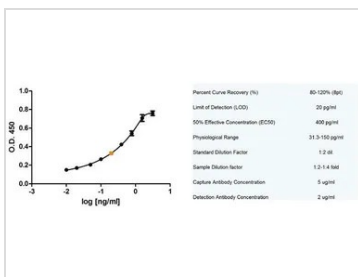 1.0
0.8
0.6
0.4
0.2
0.0
O.D. 450
-3
-2
-1
0
1
log [ng/ml]
Percent Curve Recovery (%) 80-120% (8pt)
Limit of Detection (LOD) 20 pg/ml
50% Effective Concentration (EC50) 400 pg/ml
Physiological Range 31.3-150 pg/ml
Standard Dilution Factor 1:2 dil
Sample Dilution factor 1:2-1:4 fold
Capture Antibody Concentration 5 ug/ml
Detection Antibody Concentration 2 ug/ml